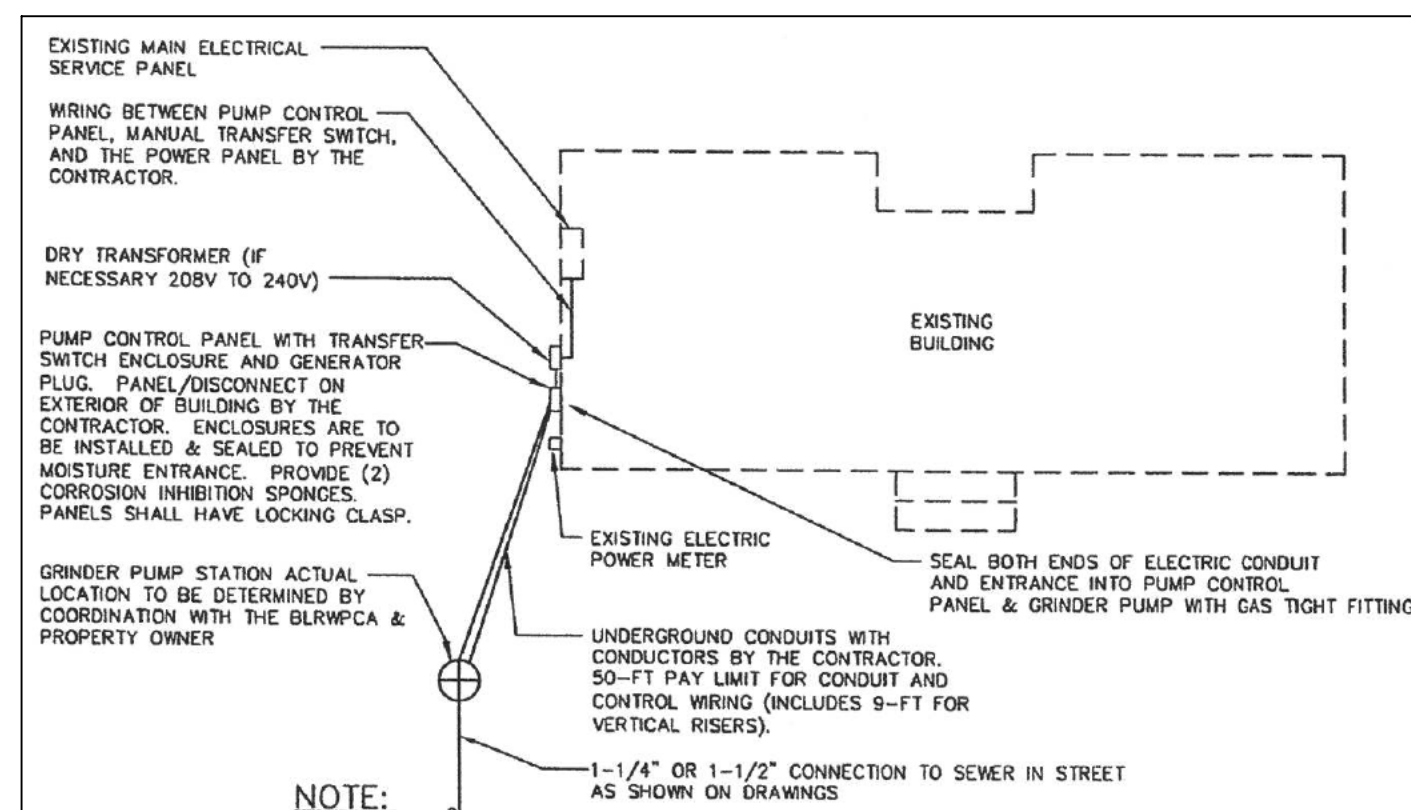 EXISTING MAIN ELECTRICAL
SERVICE PANEL
WIRING BETWEEN PUMP CONTROL
PANEL, MANUAL TRANSFER SWITCH,
AND THE POWER PANEL BY THE
CONTRACTOR.
DRY TRANSFORMER (IF
NECESSARY 208V TO 240V)
PUMP CONTROL PANEL WITH TRANSFER
SWITCH ENCLOSURE AND GENERATOR
PLUG. PANEL/DISCONNECT ON
EXTERIOR OF BUILDING BY THE
CONTRACTOR. ENCLOSURES ARE TO
BE INSTALLED & SEALED TO PREVENT
MOISTURE ENTRANCE. PROVIDE (2)
CORROSION INHIBITION SPONGES.
PANELS SHALL HAVE LOCKING CLASP.
GRINDER PUMP STATION ACTUAL
LOCATION TO BE DETERMINED BY
COORDINATION WITH THE BLRWPCA &
PROPERTY OWNER
EXISTING
BUILDING
EXISTING ELECTRIC
POWER METER
SEAL BOTH ENDS OF ELECTRIC CONDUIT
AND ENTRANCE INTO PUMP CONTROL
PANEL & GRINDER PUMP WITH GAS TIGHT FITTING
UNDERGROUND CONDUITS WITH
CONDUCTORS BY THE CONTRACTOR.
50-FT PAY LIMIT FOR CONDUIT AND
CONTROL WIRING (INCLUDES 9-FT FOR
VERTICAL RISERS).
1-1/4" OR 1-1/2" CONNECTION TO SEWER IN STREET
AS SHOWN ON DRAWINGS
NOTE: